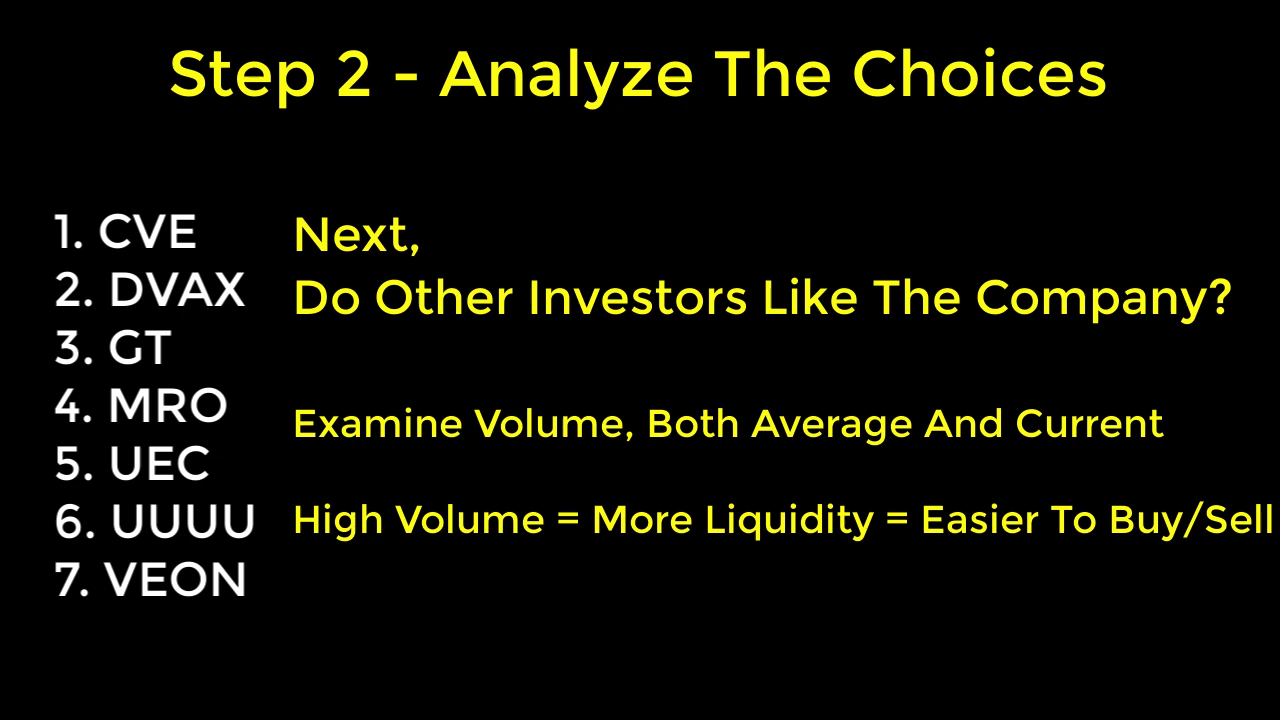 Step 2 - Analyze The Choices
1. CVE
2. DVAX
3. GT
4. MRO
5. UEC
6. UUUU
7. VEON
Next,
Do Other Investors Like The Company?
Examine Volume, Both Average And Current
High Volume = More Liquidity = Easier To Buy/Sell